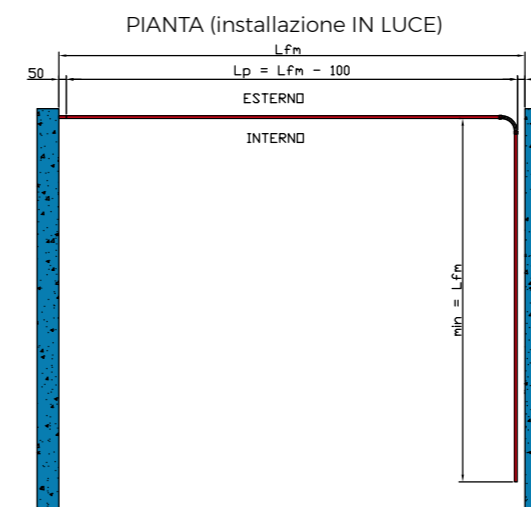 PIANTA (installazione IN LUCE)
Lfm
50
Lp = Lfm - 100
ESTERNO
INTERNO
min = Lfm